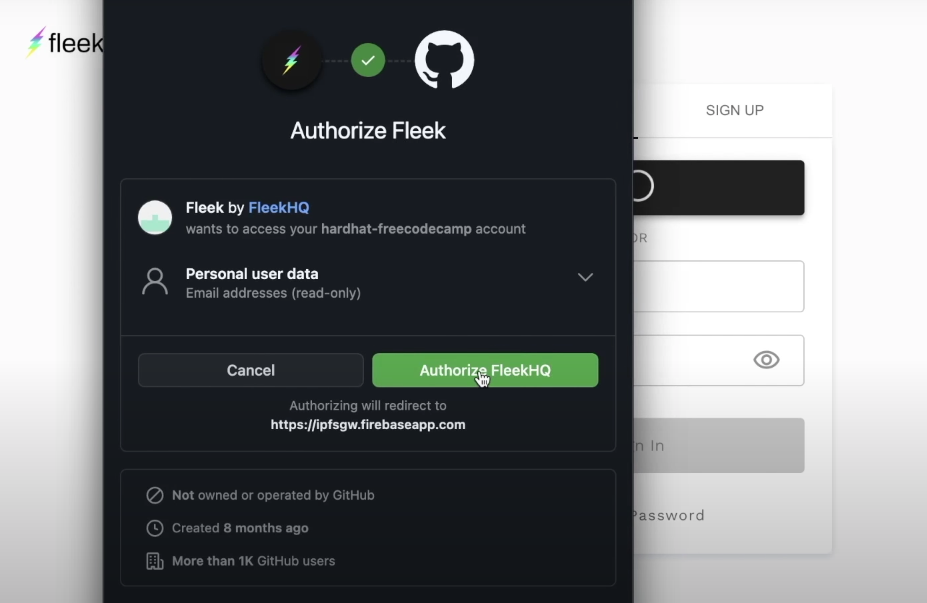 fleek
Authorize Fleek
Fleek by FleekHQ
wants to access your hardhat-freecodecamp account
Personal user data
Email addresses (read-only)
Cancel
Authorize FleekHQ
Authorizing will redirect to
https://ipfsgw.firebaseapp.com
Not owned or operated by GitHub
Created 8 months ago
More than 1K GitHub users
SIGN UP
OR
n In
Password